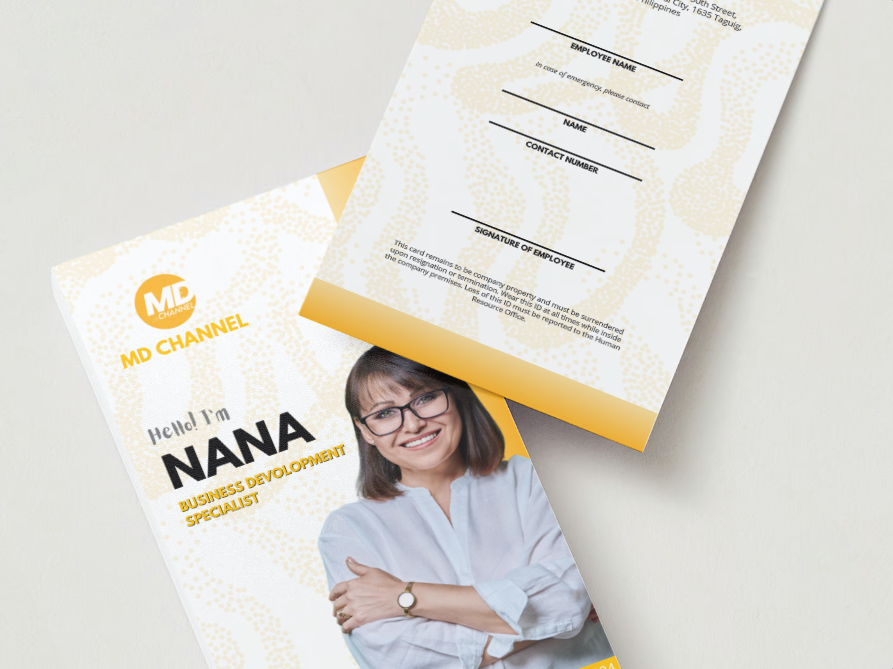 50th Street,
City, 1635 Taguig,
EMPLOYEE NAME
in case of emergency, please contact
NAME
CONTACT NUMBER
SIGNATURE OF EMPLOYEE
This card remains to be company property and must be surrendered
upon resignation or termination. Wear this ID at all times while inside
the company premises. Loss of this ID must be reported to the Human
Resource Office.
MD
CHANNEL
MD CHANNEL
Hello! I'm
NANA
BUSINESS DEVOLOPMENT
SPECIALIST